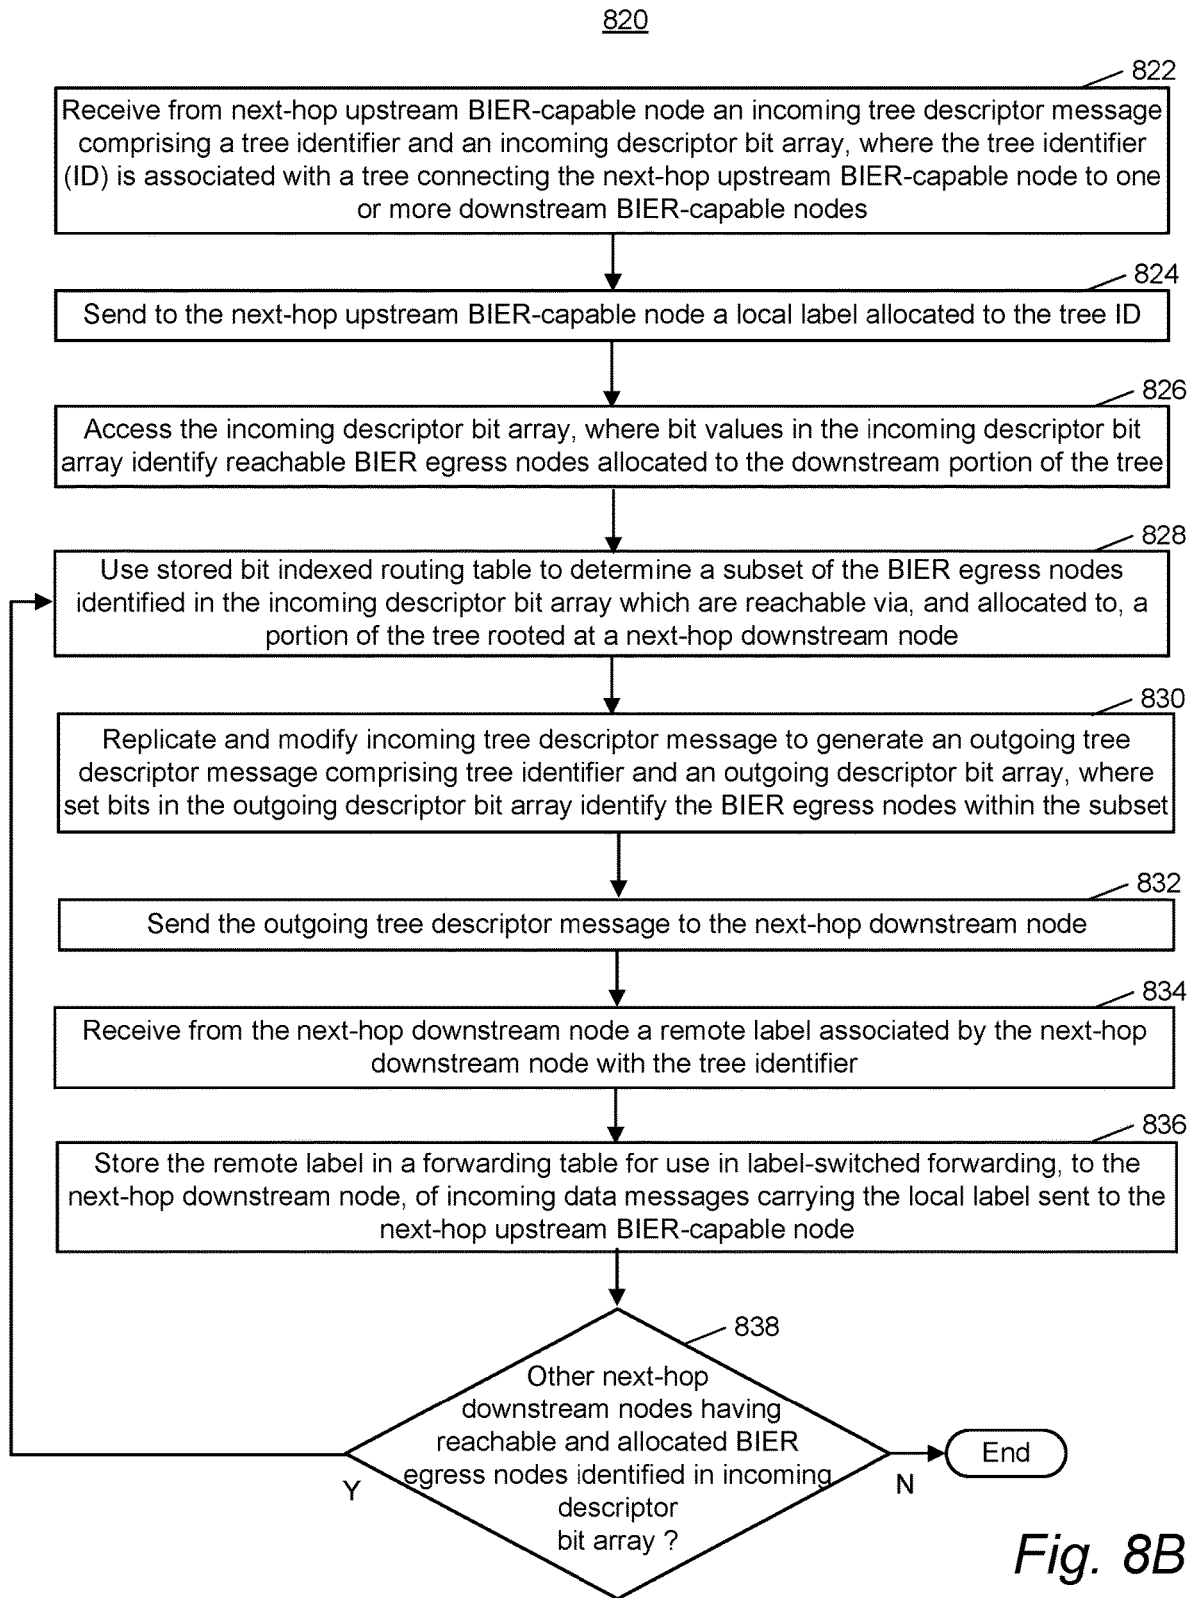 820
822
Receive from next-hop upstream BIER-capable node an incoming tree descriptor message
comprising a tree identifier and an incoming descriptor bit array, where the tree identifier
(ID) is associated with a tree connecting the next-hop upstream BIER-capable node to one
or more downstream BIER-capable nodes
824
Send to the next-hop upstream BIER-capable node a local label allocated to the tree ID
826
Access the incoming descriptor bit array, where bit values in the incoming descriptor bit
array identify reachable BIER egress nodes allocated to the downstream portion of the tree
828
Use stored bit indexed routing table to determine a subset of the BIER egress nodes
identified in the incoming descriptor bit array which are reachable via, and allocated to, a
portion of the tree rooted at a next-hop downstream node
830
Replicate and modify incoming tree descriptor message to generate an outgoing tree
descriptor message comprising tree identifier and an outgoing descriptor bit array, where
set bits in the outgoing descriptor bit array identify the BIER egress nodes within the subset
832
Send the outgoing tree descriptor message to the next-hop downstream node
834
Receive from the next-hop downstream node a remote label associated by the next-hop
downstream node with the tree identifier
836
Store the remote label in a forwarding table for use in label-switched forwarding, to the
next-hop downstream node, of incoming data messages carrying the local label sent to the
next-hop upstream BIER-capable node
838
Other next-hop
downstream nodes having
reachable and allocated BIER
egress nodes identified in incoming
descriptor
bit array ?
Y
N
End
Fig. 8B